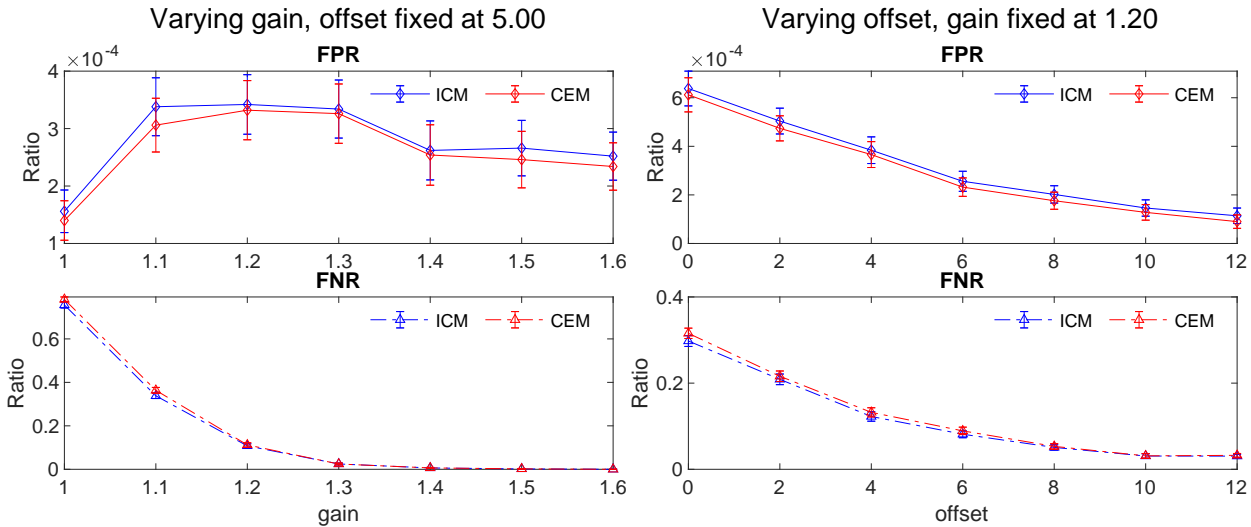 Varying gain, offset fixed at 5.00
×10⁻⁴
FPR
ICM
CEM
Ratio
4
3
2
1
1 1.1 1.2 1.3 1.4 1.5 1.6
FNR
ICM
CEM
Ratio
0.6
0.4
0.2
0
1 1.1 1.2 1.3 1.4 1.5 1.6
gain
Varying offset, gain fixed at 1.20
×10⁻⁴
FPR
ICM
CEM
Ratio
6
4
2
0
0 2 4 6 8 10 12
FNR
ICM
CEM
Ratio
0.4
0.2
0
0 2 4 6 8 10 12
offset